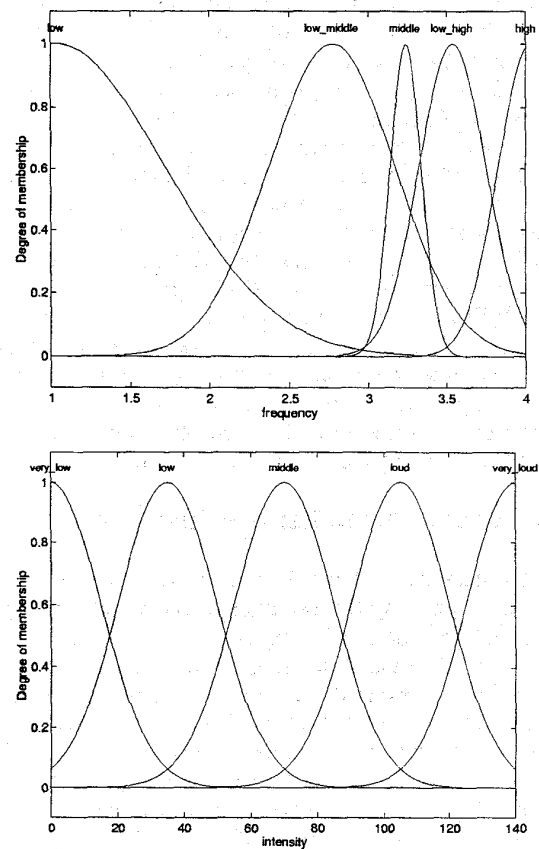 low low_middle middle low_high high
1
0.8
0.6
0.4
0.2
0
Degree of membership
1 1.5 2 2.5 3 3.5 4
frequency
very_low low middle loud very_loud
1
0.8
0.6
0.4
0.2
0
Degree of membership
0 20 40 60 80 100 120 140
intensity